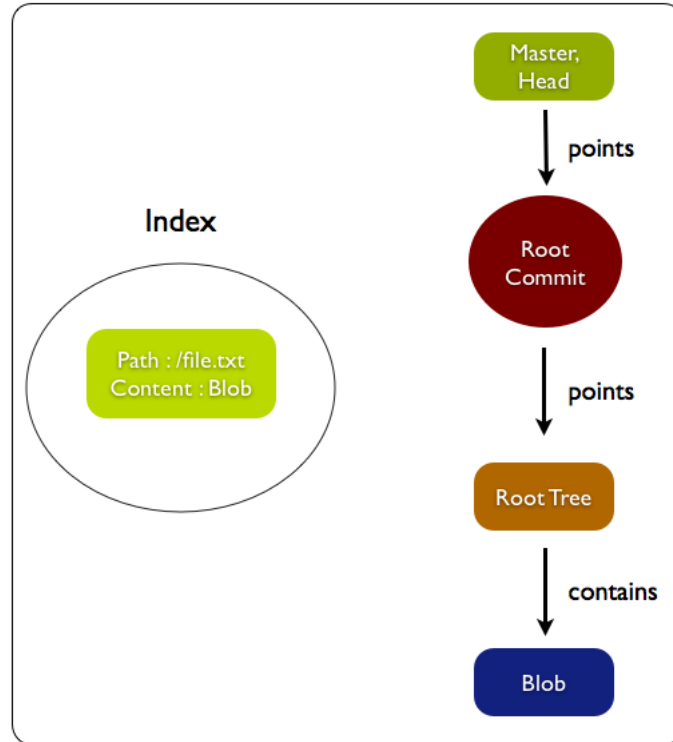 Master,
Head
points
Index
Root
Commit
Path : /file.txt
Content : Blob
points
Root Tree
contains
Blob